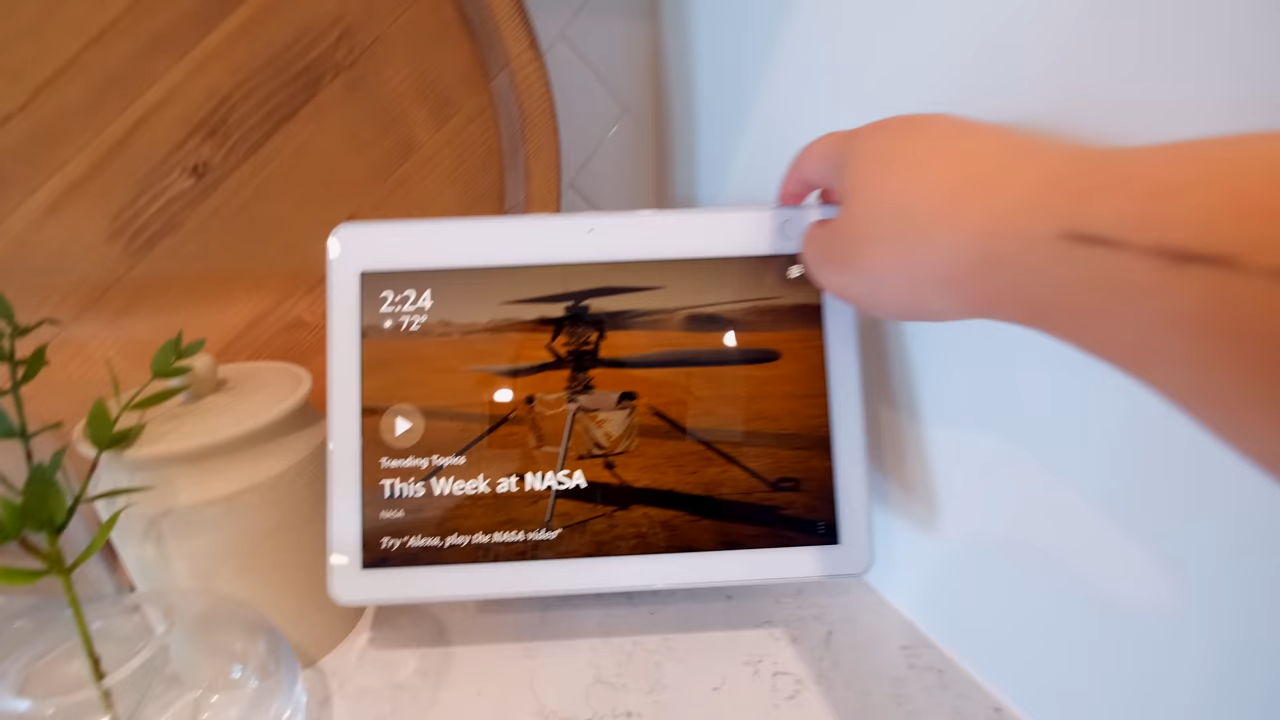 2:24
72°
Trending Topics
This Week at NASA
NASA
Try "Alexa, play the NASA video"